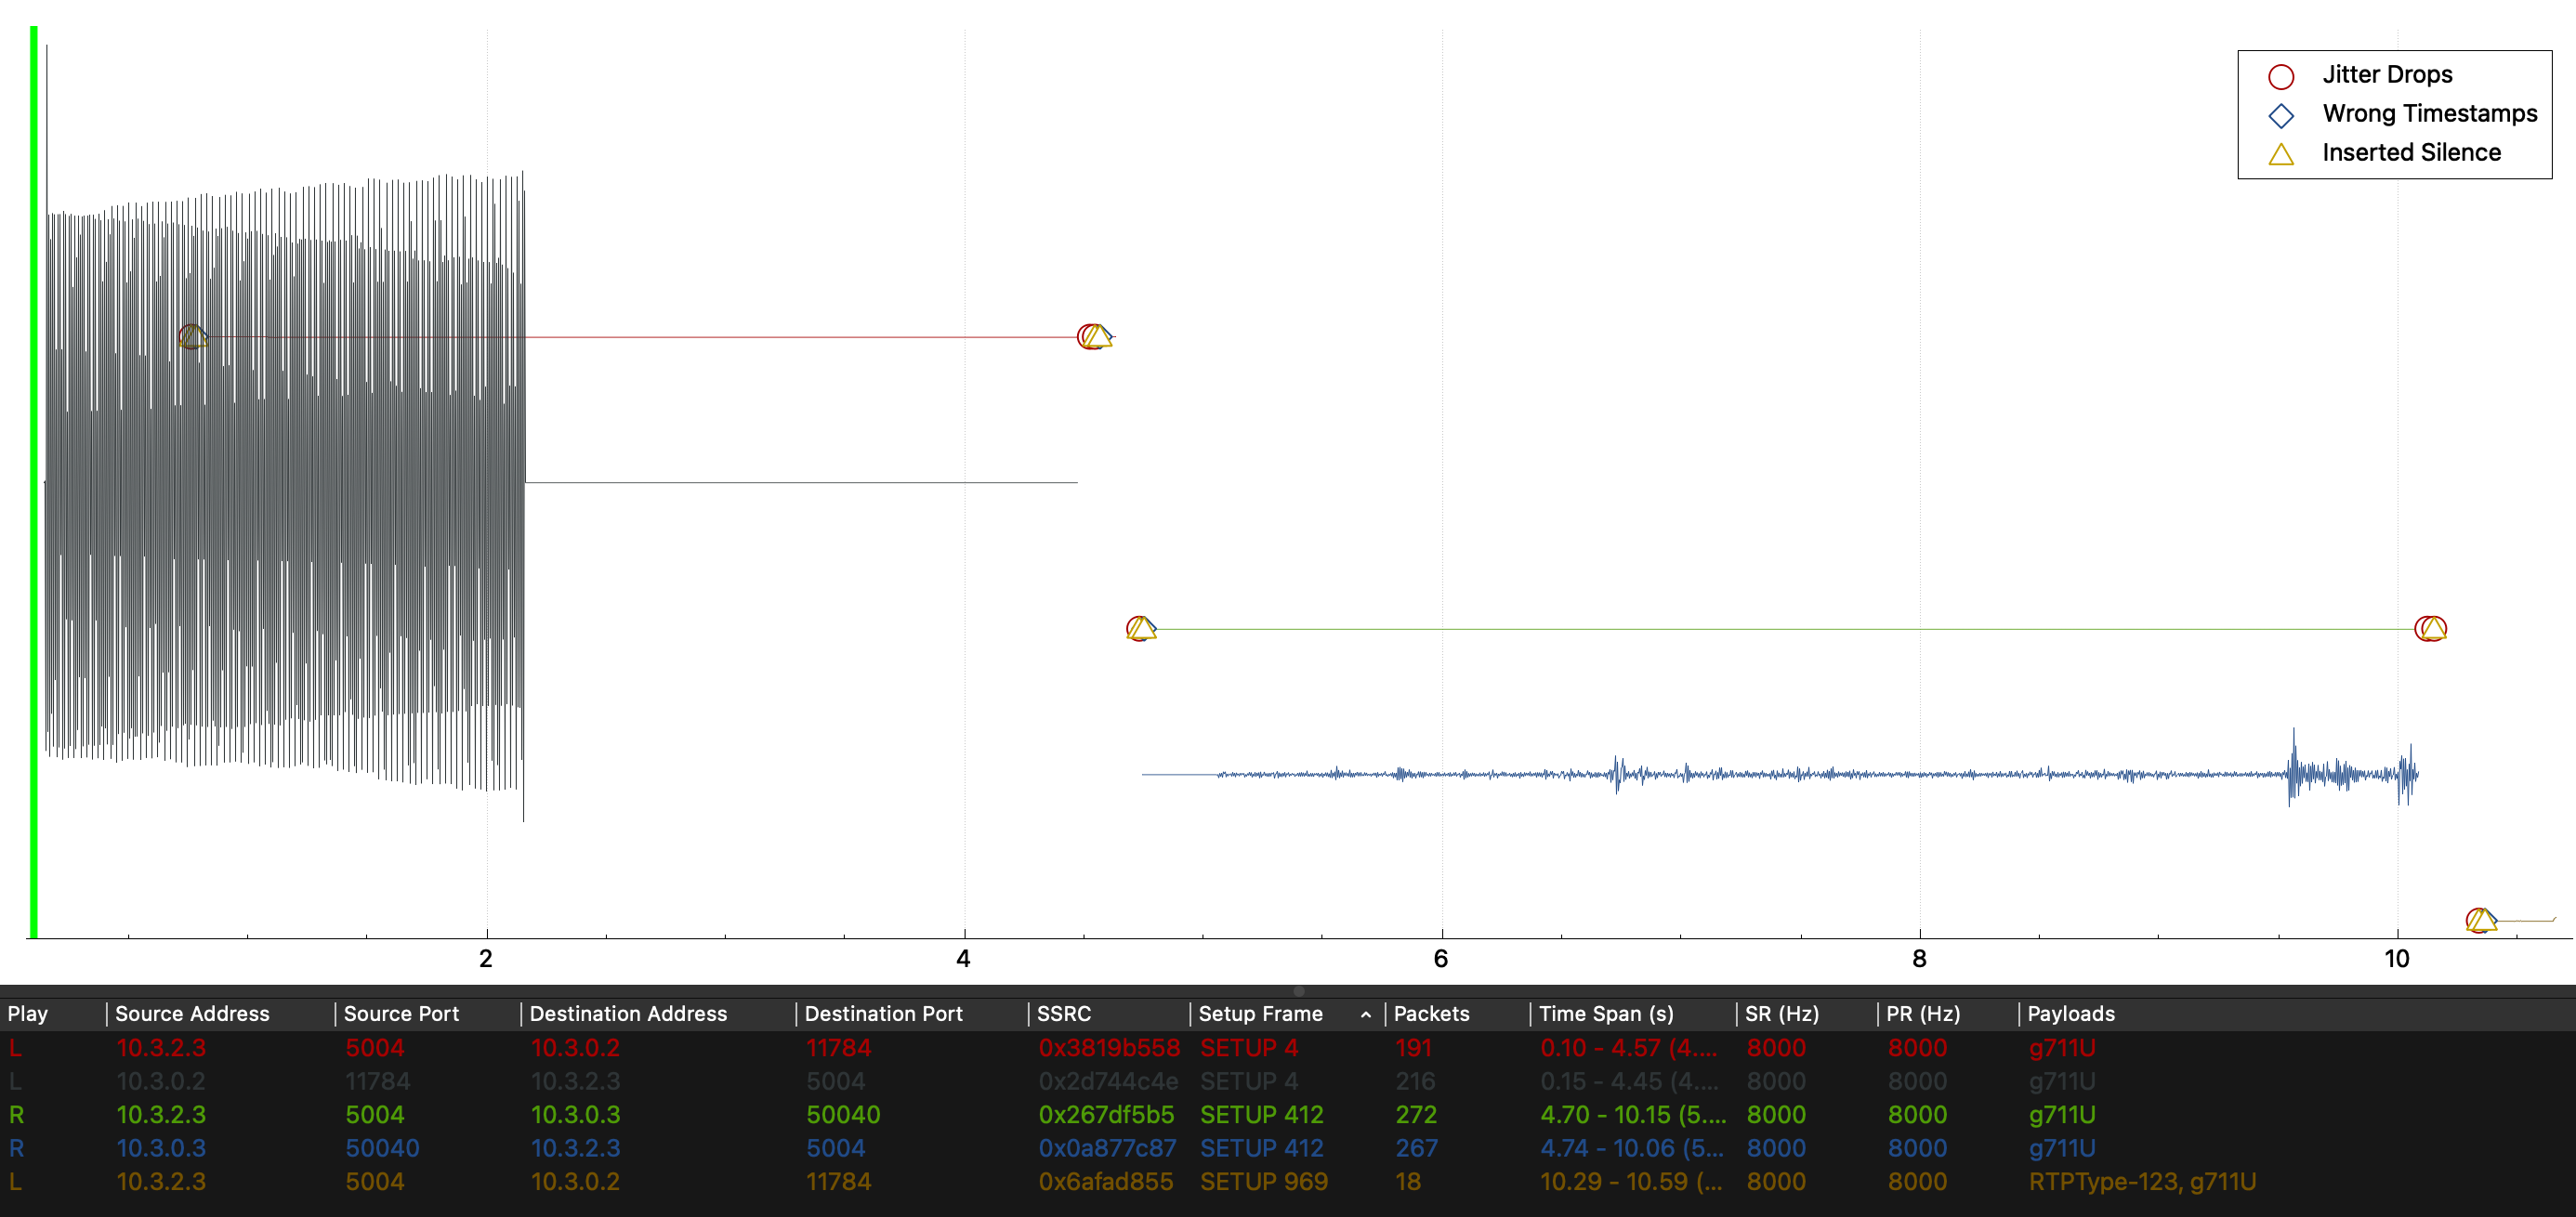 Jitter Drops
Wrong Timestamps
Inserted Silence
2 4 6 8 10
Play Source Address Source Port Destination Address Destination Port SSRC Setup Frame Packets Time Span (s) SR (Hz) PR (Hz) Payloads
L 10.3.2.3 5004 10.3.0.2 11784 0x3819b558 SETUP 4 191 0.10 - 4.57 (4.... 8000 8000 g711U
L 10.3.0.2 11784 10.3.2.3 5004 0x2d744c4e SETUP 4 216 0.15 - 4.45 (4.... 8000 8000 g711U
R 10.3.2.3 5004 10.3.0.3 50040 0x267df5b5 SETUP 412 272 4.70 - 10.15 (5.... 8000 8000 g711U
R 10.3.0.3 50040 10.3.2.3 5004 0x0a877c87 SETUP 412 267 4.74 - 10.06 (5... 8000 8000 g711U
L 10.3.2.3 5004 10.3.0.2 11784 0x6afad855 SETUP 969 18 10.29 - 10.59 (... 8000 8000 RTPType-123, g711U